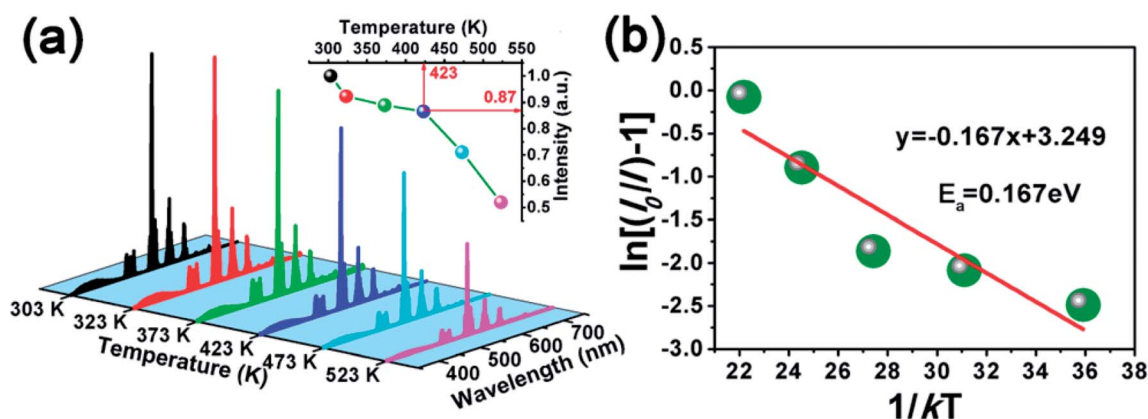 (a)
Temperature (K)
300 350 400 450 500 550
423
0.87
1.0
0.9
0.8
0.7
0.6
0.5
Intensity (a.u.)
303 K
323 K
373 K
423 K
473 K
523 K
Temperature (K)
400
500
600
700
Wavelength (nm)
(b)
0.5
0.0
-0.5
-1.0
-1.5
-2.0
-2.5
-3.0
ln[(I0/I)-1]
y=-0.167x+3.249
Ea=0.167eV
22 24 26 28 30 32 34 36 38
1/kT